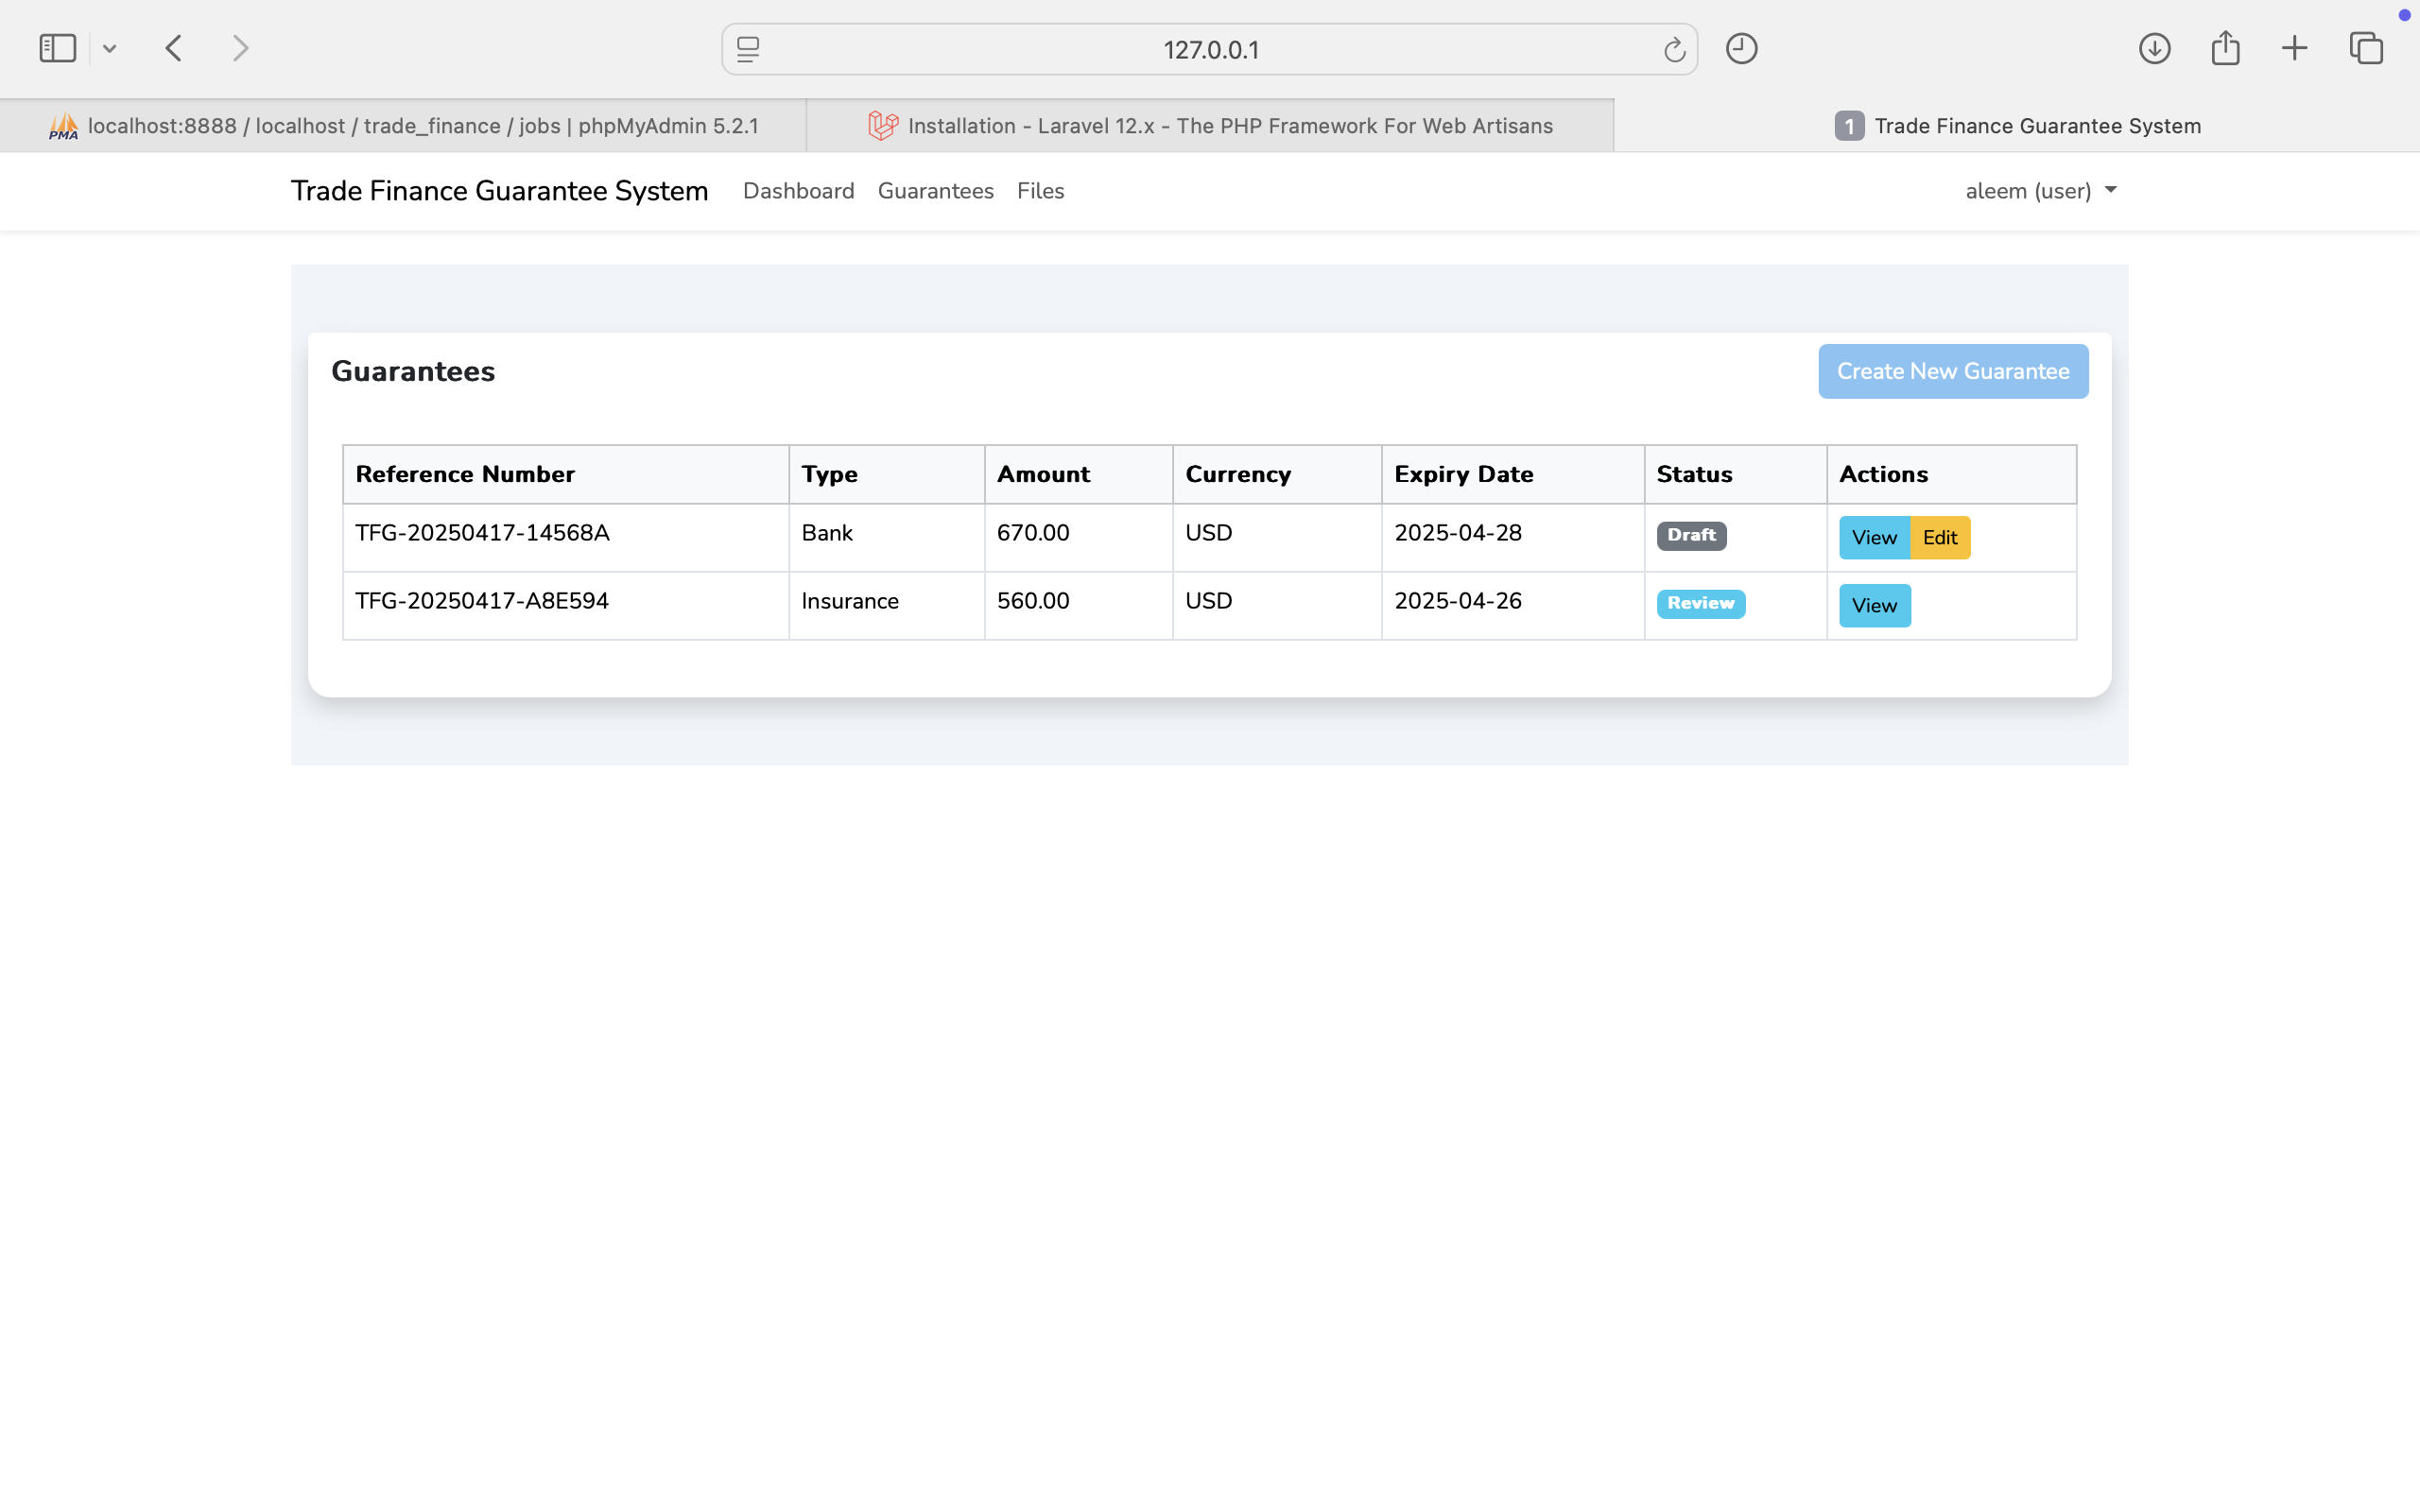 127.0.0.1
PMA localhost:8888 / localhost / trade_finance / jobs | phpMyAdmin 5.2.1
Installation - Laravel 12.x - The PHP Framework For Web Artisans
1 Trade Finance Guarantee System
Trade Finance Guarantee System Dashboard Guarantees Files aleem (user)
Guarantees Create New Guarantee
Reference Number Type Amount Currency Expiry Date Status Actions
TFG-20250417-14568A Bank 670.00 USD 2025-04-28 Draft View Edit
TFG-20250417-A8E594 Insurance 560.00 USD 2025-04-26 Review View